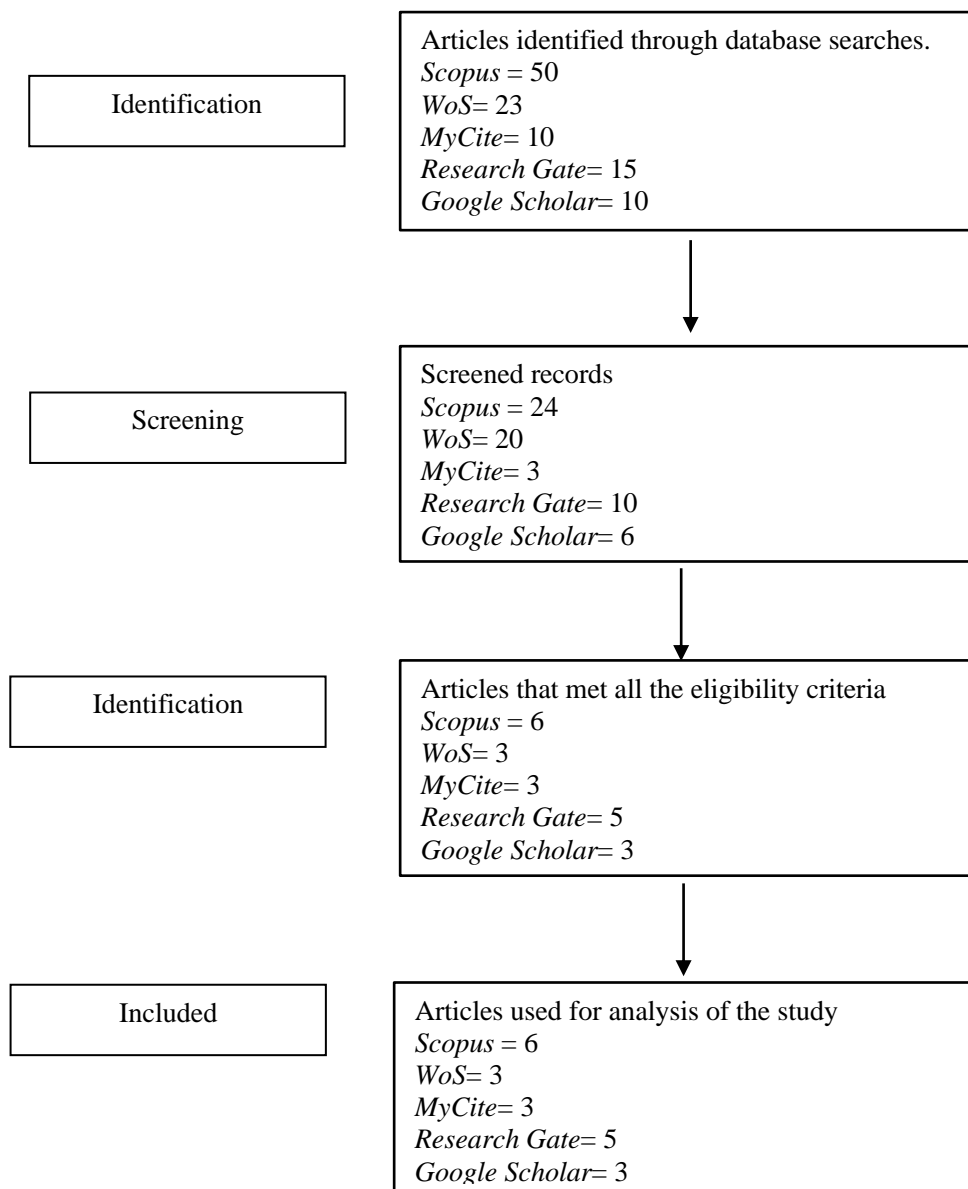 Identification
Articles identified through database searches.
Scopus = 50
WoS= 23
MyCite= 10
Research Gate= 15
Google Scholar= 10
Screening
Screened records
Scopus = 24
WoS= 20
MyCite= 3
Research Gate= 10
Google Scholar= 6
Identification
Articles that met all the eligibility criteria
Scopus = 6
WoS= 3
MyCite= 3
Research Gate= 5
Google Scholar= 3
Included
Articles used for analysis of the study
Scopus = 6
WoS= 3
MyCite= 3
Research Gate= 5
Google Scholar= 3